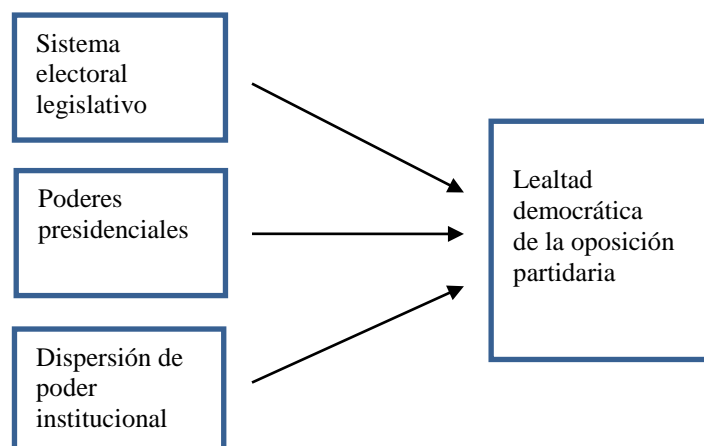 Sistema
electoral
legislativo
Poderes
presidenciales
Dispersión de
poder
institucional
Lealtad
democrática
de la oposición
partidaria